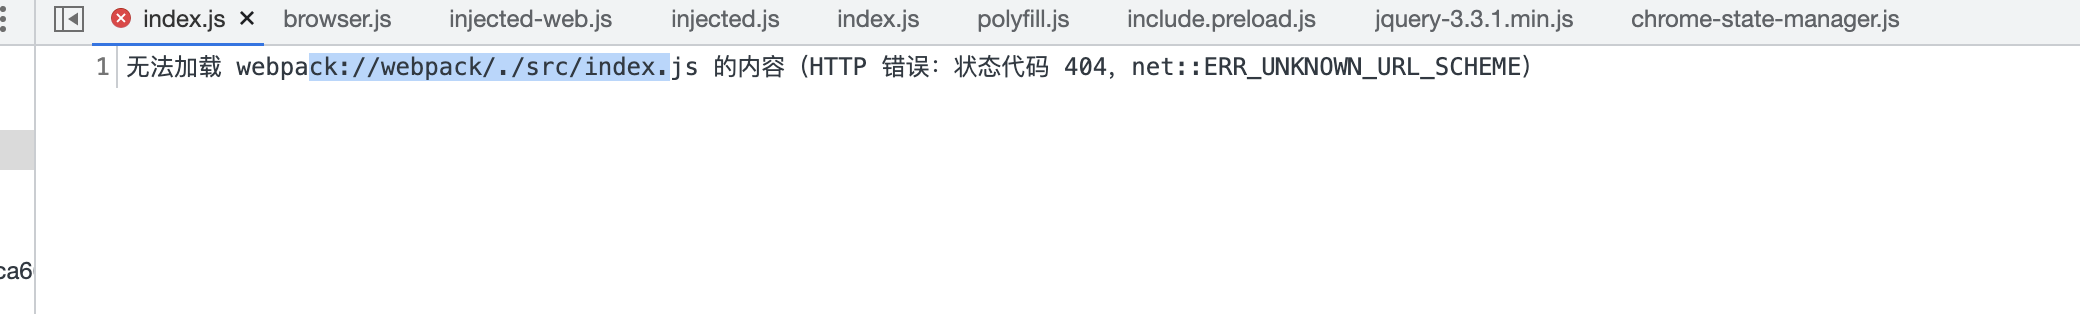 index.js browser.js injected-web.js injected.js index.js polyfill.js include.preload.js jquery-3.3.1.min.js chrome-state-manager.js
1 无法加载 webpack://webpack/./src/index.js 的内容（HTTP 错误：状态代码 404，net::ERR_UNKNOWN_URL_SCHEME）
ca6